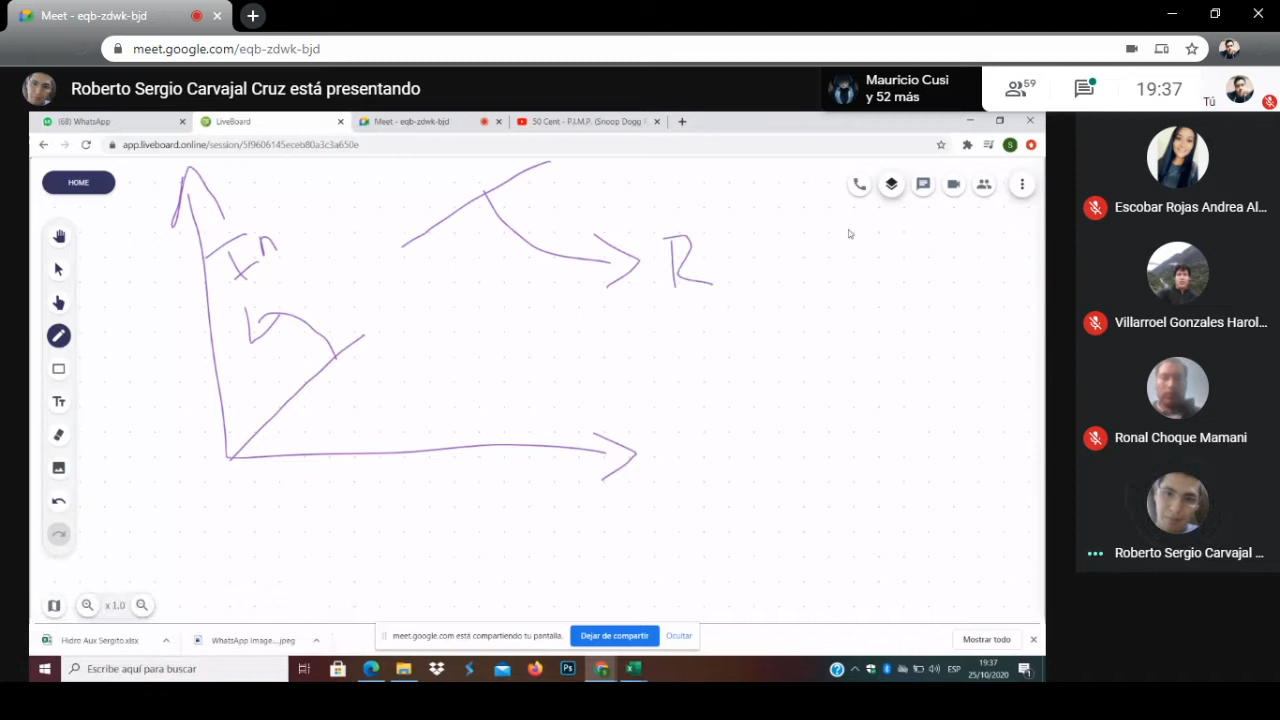 Meet - eqb-zdwk-bjd
meet.google.com/eqb-zdwk-bjd
Roberto Sergio Carvajal Cruz está presentando
Mauricio Cusi
y 52 más
59
19:37
Tú
(68) WhatsApp
LiveBoard
Meet - eqb-zdwk-bjd
50 Cent - P.I.M.P. (Snoop Dogg
app.liveboard.online/session/5f9606145eceb80a3c3a650e
S
HOME
R
Tт
x 1.0
Escobar Rojas Andrea Al...
Villarroel Gonzales Harol...
Ronal Choque Mamani
Roberto Sergio Carvajal ...
meet.google.com está compartiendo tu pantalla.
Dejar de compartir
Ocultar
Hidro Aux Sergito.xlsx
WhatsApp Image....jpeg
Mostrar todo
Escribe aquí para buscar
Ps
ESP
19:37
25/10/2020